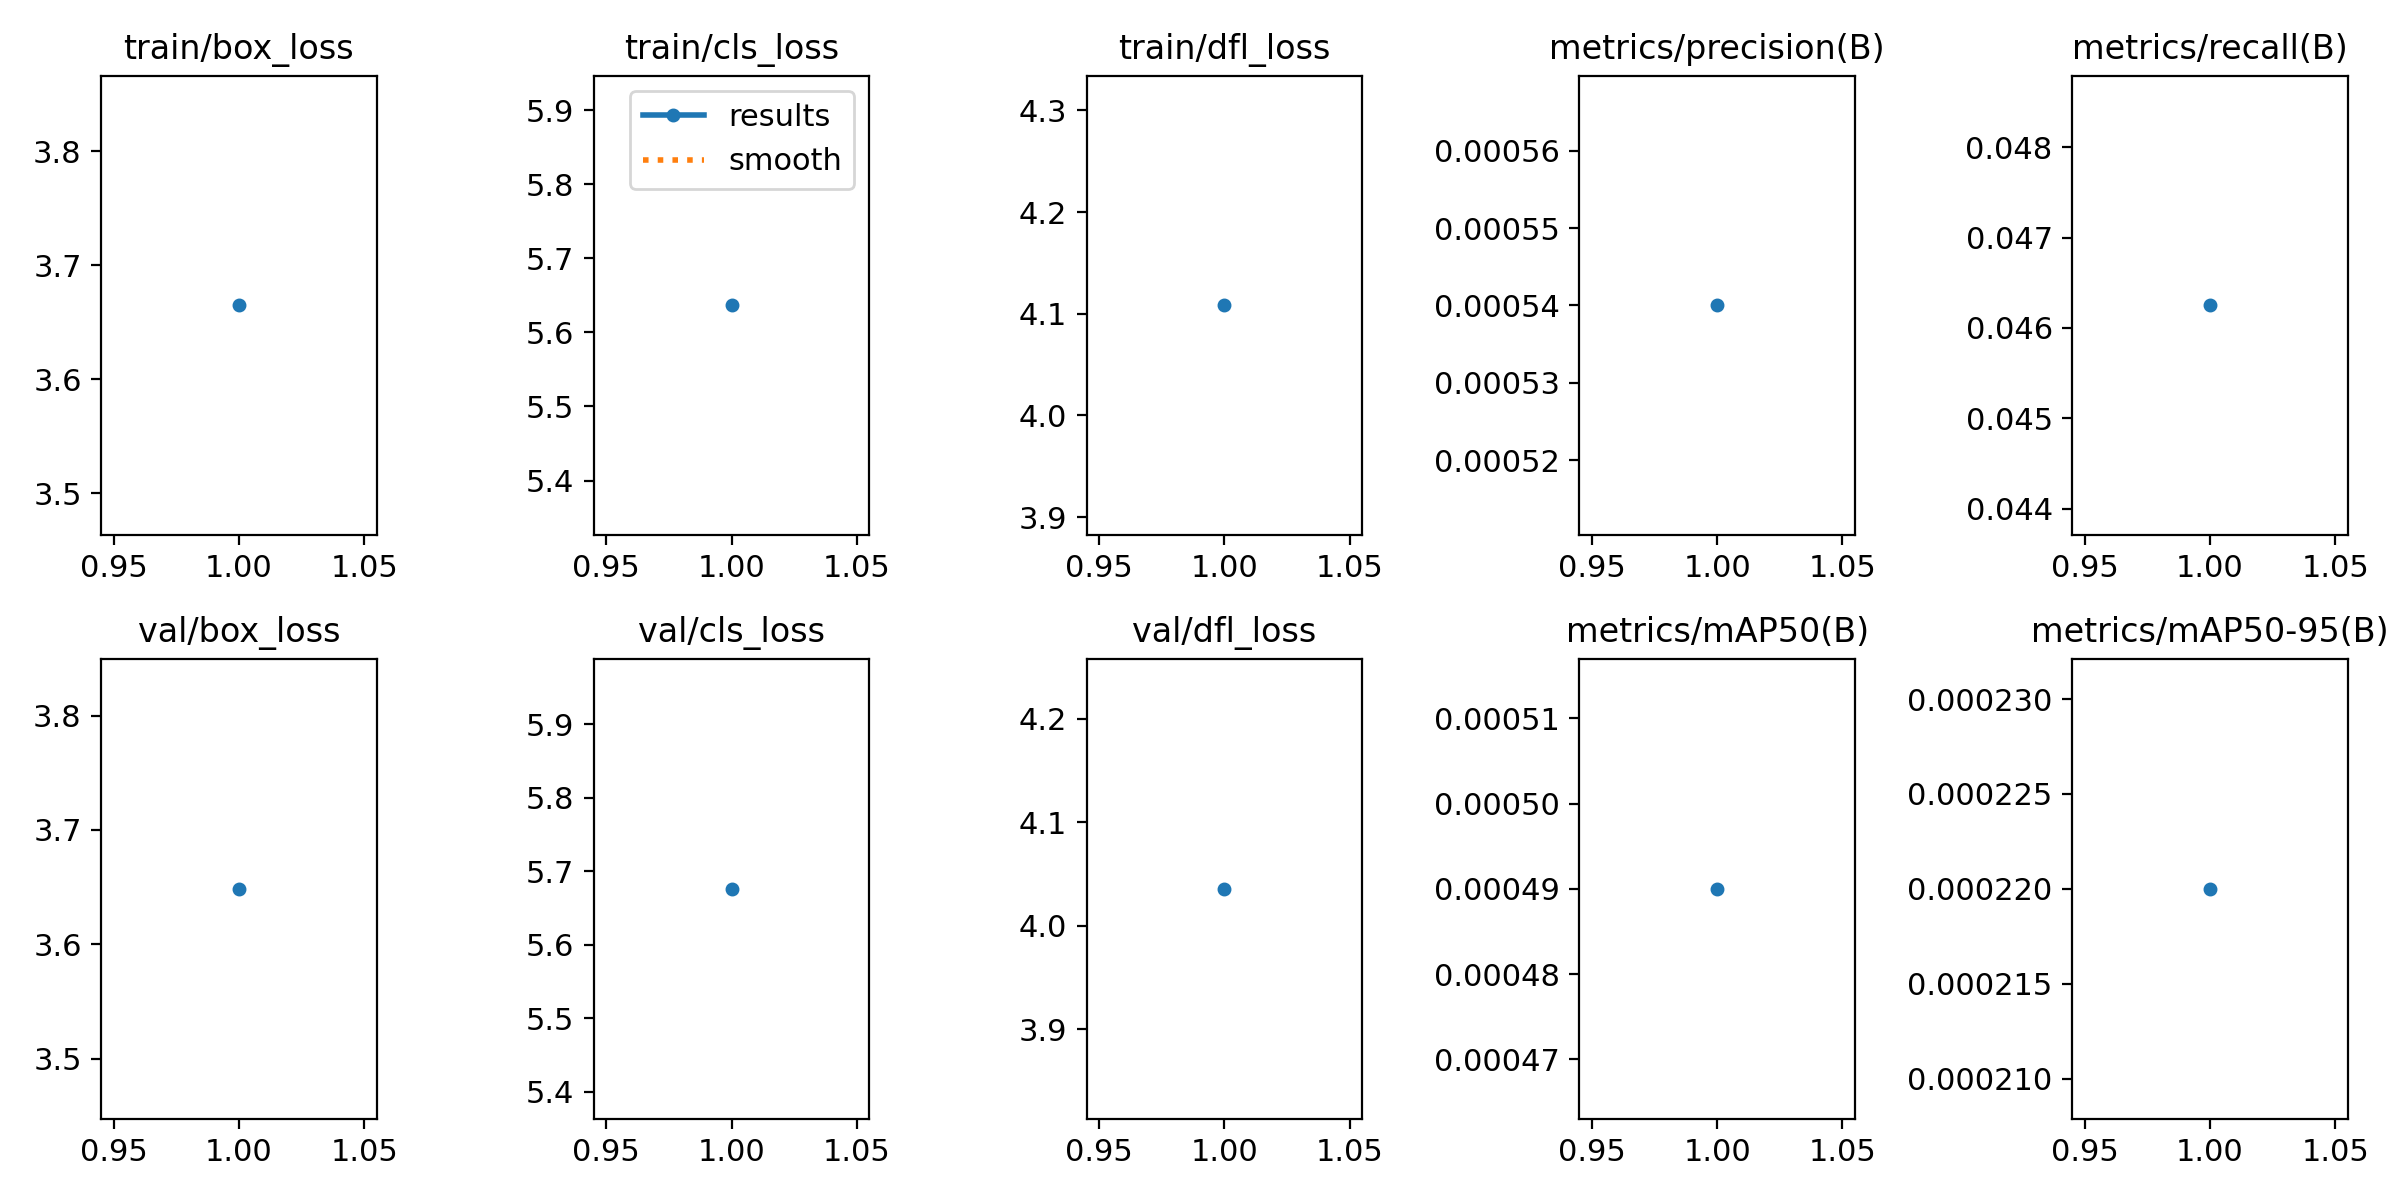 train/box_loss
3.8
3.7
3.6
3.5
0.95 1.00 1.05
train/cls_loss
results
smooth
5.9
5.8
5.7
5.6
5.5
5.4
0.95 1.00 1.05
train/dfl_loss
4.3
4.2
4.1
4.0
3.9
0.95 1.00 1.05
metrics/precision(B)
0.00056
0.00055
0.00054
0.00053
0.00052
0.95 1.00 1.05
metrics/recall(B)
0.048
0.047
0.046
0.045
0.044
0.95 1.00 1.05
val/box_loss
3.8
3.7
3.6
3.5
0.95 1.00 1.05
val/cls_loss
5.9
5.8
5.7
5.6
5.5
5.4
0.95 1.00 1.05
val/dfl_loss
4.2
4.1
4.0
3.9
0.95 1.00 1.05
metrics/mAP50(B)
0.00051
0.00050
0.00049
0.00048
0.00047
0.95 1.00 1.05
metrics/mAP50-95(B)
0.000230
0.000225
0.000220
0.000215
0.000210
0.95 1.00 1.05